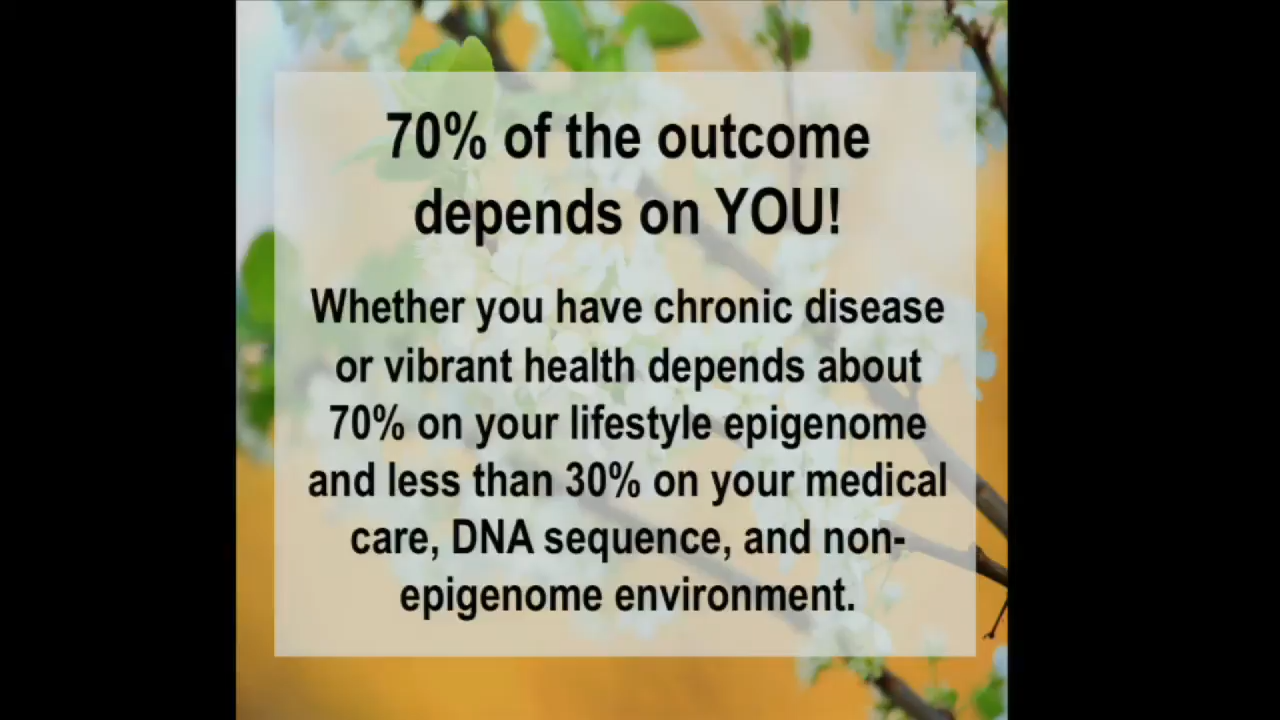 70% of the outcome
depends on YOU!
Whether you have chronic disease
or vibrant health depends about
70% on your lifestyle epigenome
and less than 30% on your medical
care, DNA sequence, and non-
epigenome environment.